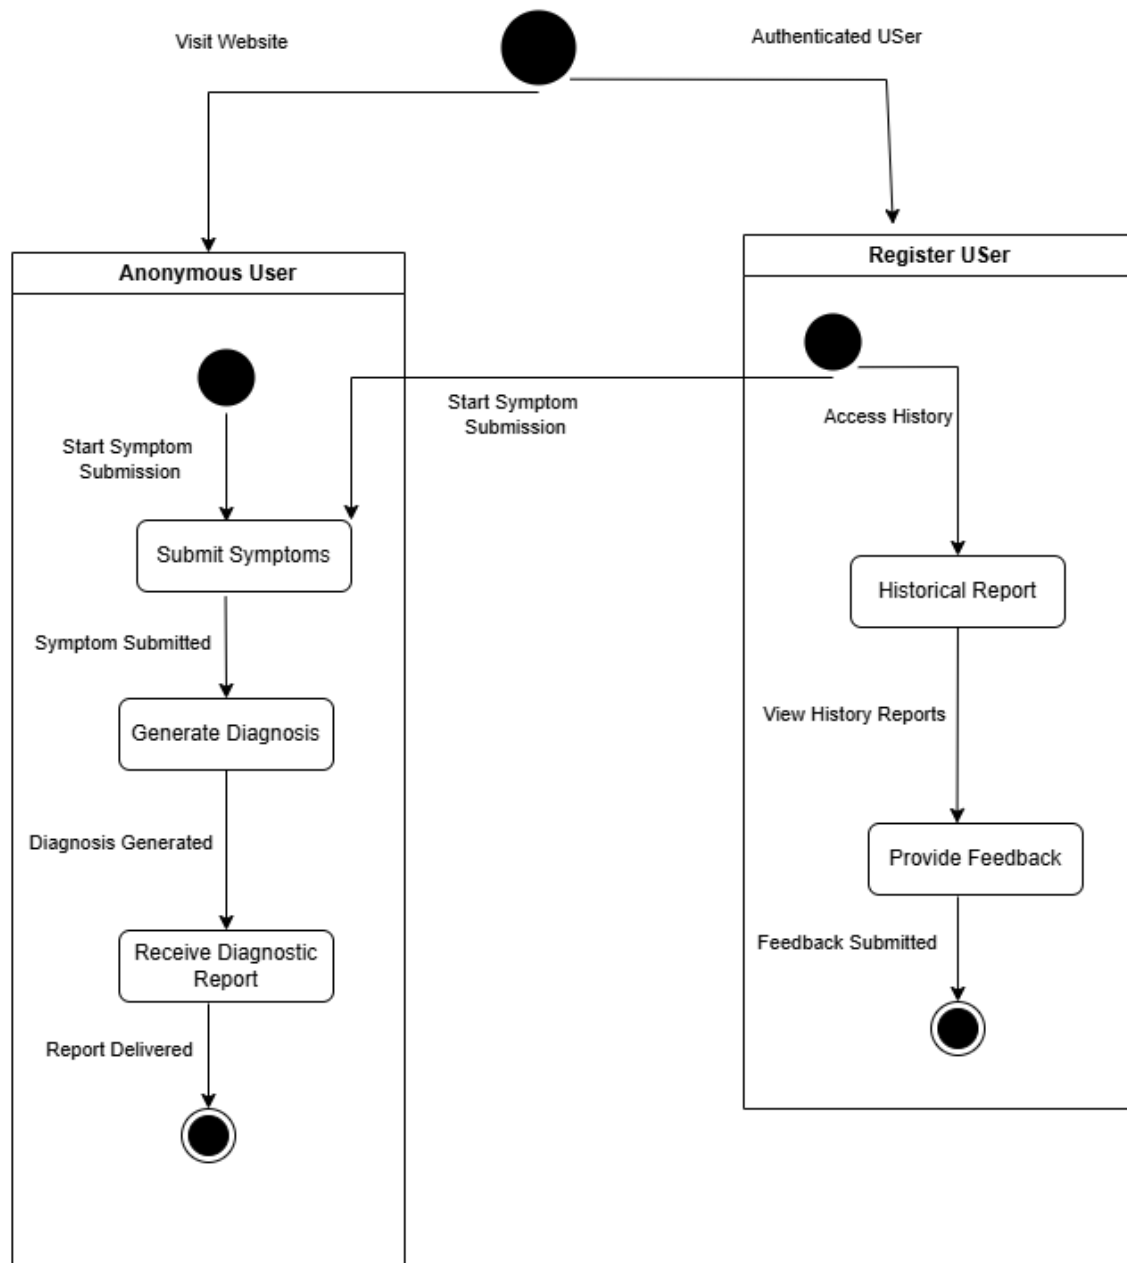 Visit Website
Authenticated USer
Anonymous User
Register USer
Start Symptom
Submission
Start Symptom
Submission
Access History
Submit Symptoms
Historical Report
Symptom Submitted
Generate Diagnosis
View History Reports
Diagnosis Generated
Provide Feedback
Receive Diagnostic
Report
Feedback Submitted
Report Delivered